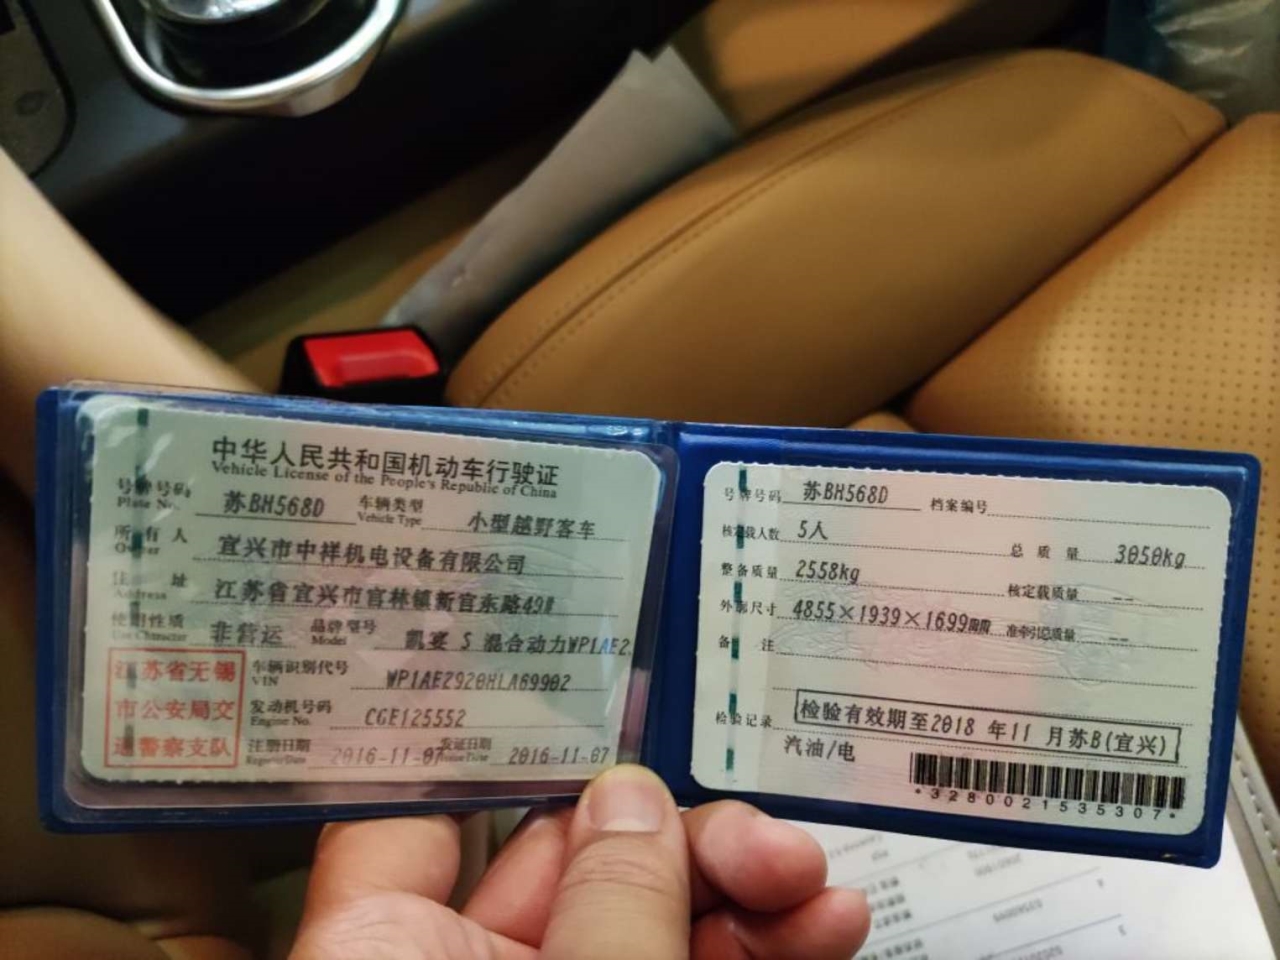 中华人民共和国机动车行驶证
Vehicle License of the People's Republic of China
号牌号码 苏BH568D 车辆类型 小型越野客车
Plate No. Vehicle Type
所有人 宜兴市中祥机电设备有限公司
Owner
住址 江苏省宜兴市官林镇新官东路49#
Address
使用性质 非营运 品牌型号 凯宴 S 混合动力WP1AE2
Use Character Model
江苏省无锡
市公安局交
通警察支队
车辆识别代号 WP1AE2920HLA69902
VIN
发动机号码 CGE125552
Engine No.
注册日期 2016-11-07 发证日期 2016-11-07
Register Date Issue Date
号牌号码 苏BH568D 档案编号
核定载人数 5人 总质量 3050kg
整备质量 2558kg 核定载质量 --
外廓尺寸 4855×1939×1699mm 准牵引总质量 --
备注
检验记录 检验有效期至2018 年11 月苏B(宜兴)
汽油/电
*3280021535307*